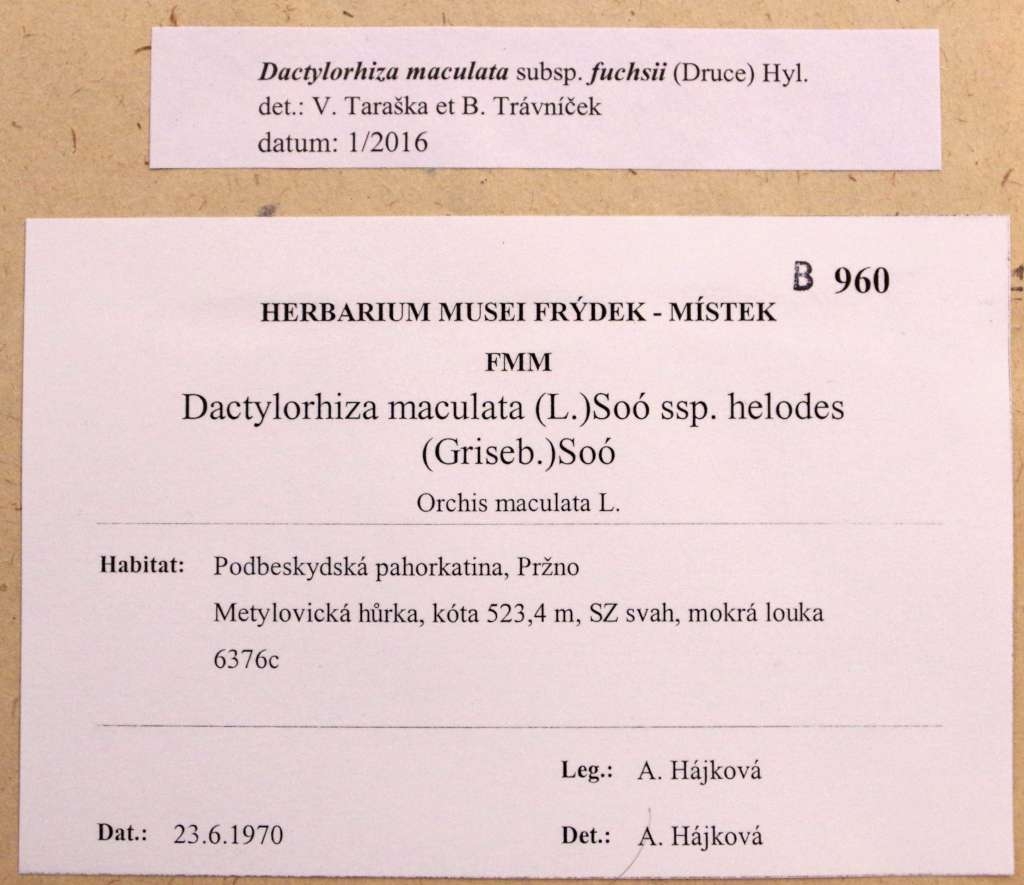 Dactylorhiza maculata subsp. fuchsii (Druce) Hyl.
det.: V. Taraška et B. Trávníček
datum: 1/2016
B 960
HERBARIUM MUSEI FRÝDEK - MÍSTEK
FMM
Dactylorhiza maculata (L.)Soó ssp. helodes
(Griseb.)Soó
Orchis maculata L.
Habitat: Podbeskydská pahorkatina, Pržno
Metylovická hůrka, kóta 523,4 m, SZ svah, mokrá louka
6376c
Leg.: A. Hájková
Dat.: 23.6.1970 Det.: A. Hájková